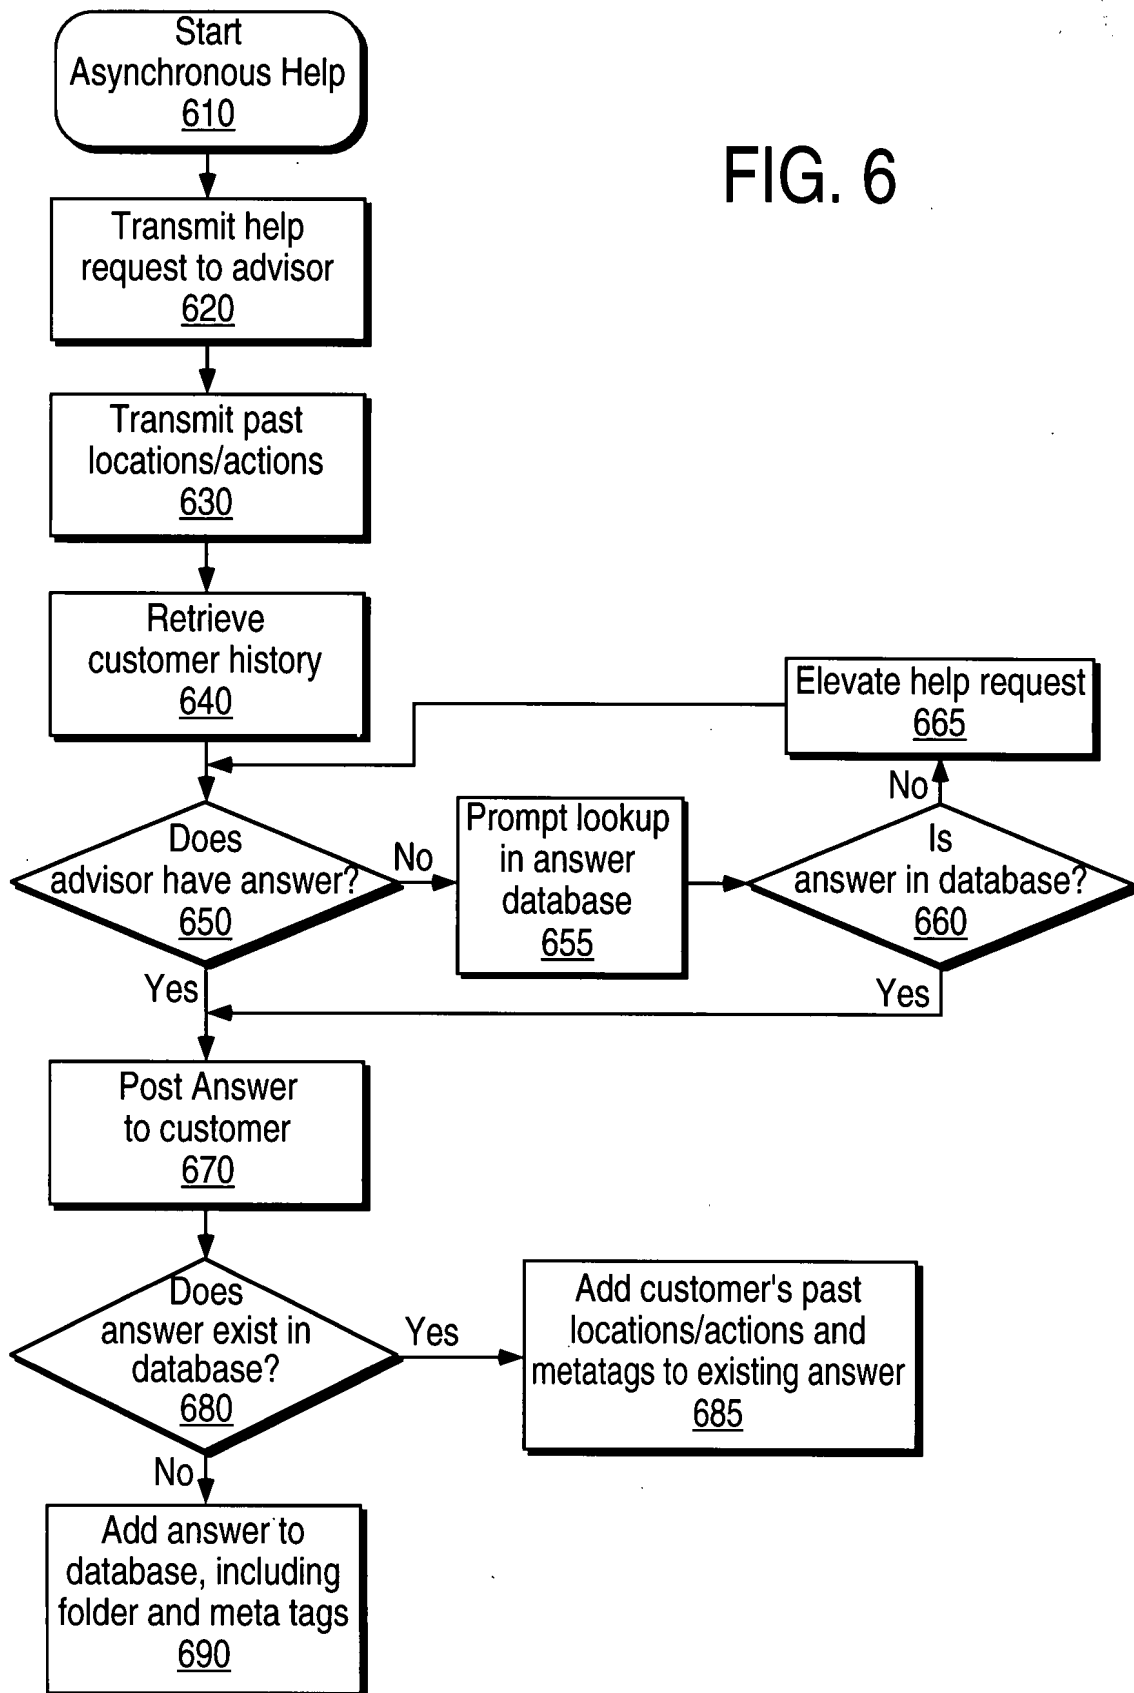 Start
Asynchronous Help
610
FIG. 6
Transmit help
request to advisor
620
Transmit past
locations/actions
630
Retrieve
customer history
640
Elevate help request
665
No
Does
advisor have answer?
650
No
Prompt lookup
in answer
database
655
Is
answer in database?
660
Yes
Yes
Post Answer
to customer
670
Does
answer exist in
database?
680
Yes
Add customer's past
locations/actions and
metatags to existing answer
685
No
Add answer to
database, including
folder and meta tags
690